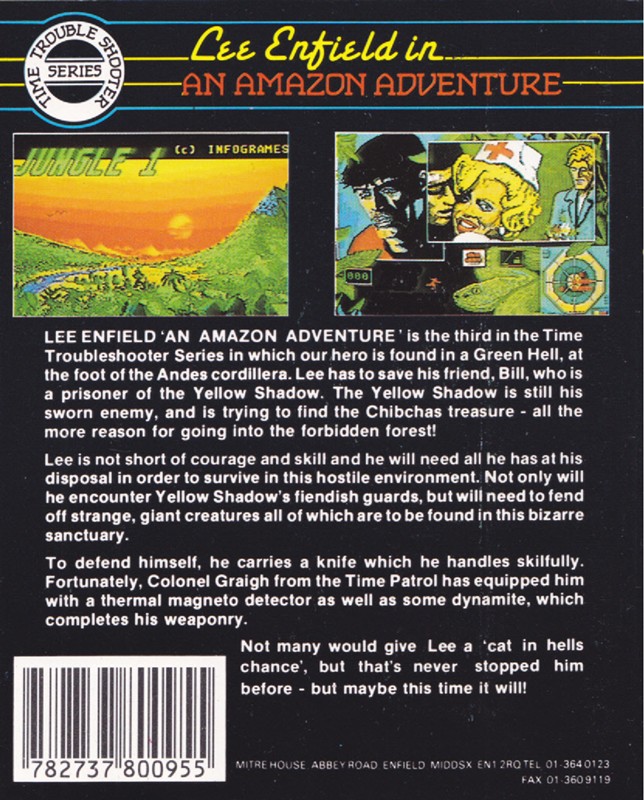 TIME TROUBLE SHOOTER
SERIES
Lee Enfield in
AN AMAZON ADVENTURE
JUNGLE 1
(c) INFOGRAMES
000
LEE ENFIELD 'AN AMAZON ADVENTURE' is the third in the Time
Troubleshooter Series in which our hero is found in a Green Hell, at
the foot of the Andes cordillera. Lee has to save his friend, Bill, who is
a prisoner of the Yellow Shadow. The Yellow Shadow is still his
sworn enemy, and is trying to find the Chibchas treasure - all the
more reason for going into the forbidden forest!
Lee is not short of courage and skill and he will need all he has at his
disposal in order to survive in this hostile environment. Not only will
he encounter Yellow Shadow's fiendish guards, but will need to fend
off strange, giant creatures all of which are to be found in this bizarre
sanctuary.
To defend himself, he carries a knife which he handles skilfully.
Fortunately, Colonel Graigh from the Time Patrol has equipped him
with a thermal magneto detector as well as some dynamite, which
completes his weaponry.
Not many would give Lee a 'cat in hells
chance', but that's never stopped him
before - but maybe this time it will!
7 82737 800955
MITRE HOUSE ABBEY ROAD ENFIELD MIDDSX EN1 2RQ TEL 01-364 0123
FAX 01-360 9119